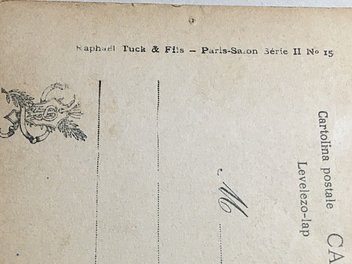 Raphael Tuck & Fils — Paris-Salon Série II No 15
Cartolina postale
Levelezo-lap
CA
M